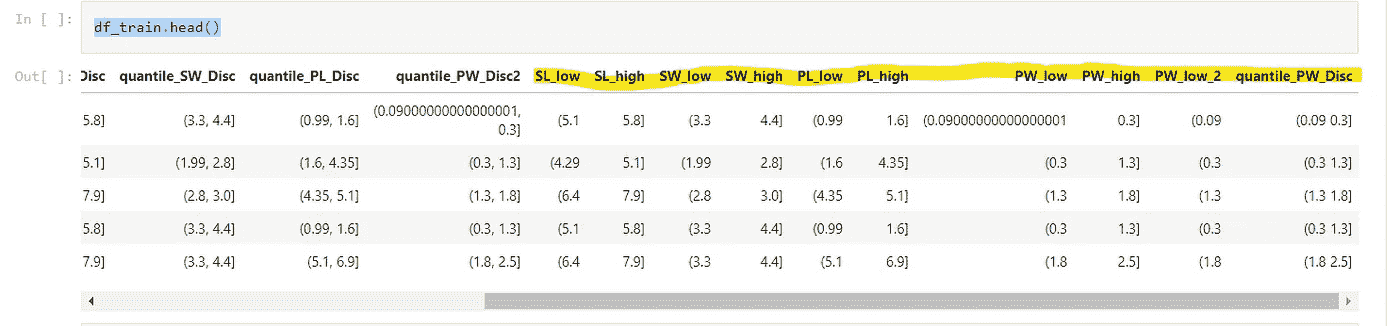 In [ ]:
df_train.head()
Out[ ]:
Disc quantile_SW_Disc quantile_PL_Disc quantile_PW_Disc2 SL_low SL_high SW_low SW_high PL_low PL_high PW_low PW_high PW_low_2 quantile_PW_Disc
5.8] (3.3, 4.4] (0.99, 1.6] (0.09000000000000001, 0.3] (5.1 5.8] (3.3 4.4] (0.99 1.6] (0.09000000000000001 0.3] (0.09 (0.09 0.3]
5.1] (1.99, 2.8] (1.6, 4.35] (0.3, 1.3] (4.29 5.1] (1.99 2.8] (1.6 4.35] (0.3 1.3] (0.3 (0.3 1.3]
7.9] (2.8, 3.0] (4.35, 5.1] (1.3, 1.8] (6.4 7.9] (2.8 3.0] (4.35 5.1] (1.3 1.8] (1.3 (1.3 1.8]
5.8] (3.3, 4.4] (0.99, 1.6] (0.3, 1.3] (5.1 5.8] (3.3 4.4] (0.99 1.6] (0.3 1.3] (0.3 (0.3 1.3]
7.9] (3.3, 4.4] (5.1, 6.9] (1.8, 2.5] (6.4 7.9] (3.3 4.4] (5.1 6.9] (1.8 2.5] (1.8 (1.8 2.5]